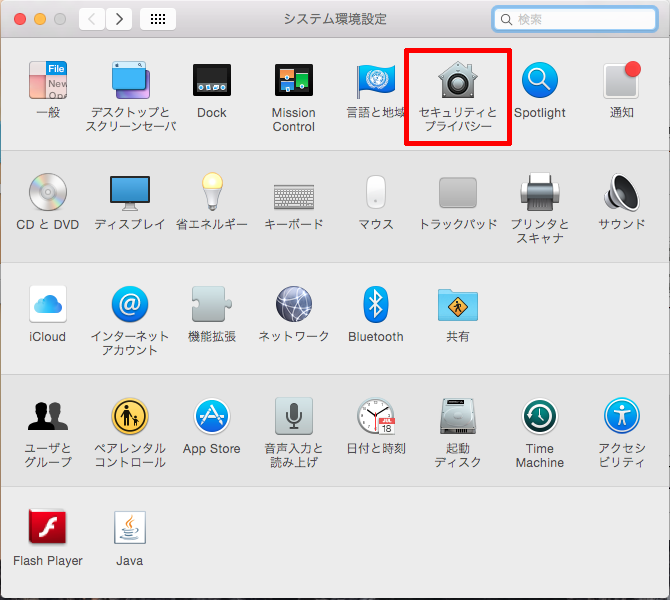 システム環境設定
検索
File
New
一般
デスクトップと
スクリーンセーバ
Dock
Mission
Control
言語と地域
セキュリティと
プライバシー
Spotlight
通知
CD と DVD
ディスプレイ
省エネルギー
キーボード
マウス
トラックパッド
プリンタと
スキャナ
サウンド
iCloud
インターネット
アカウント
機能拡張
ネットワーク
Bluetooth
共有
JUL
18
ユーザと
グループ
ペアレンタル
コントロール
App Store
音声入力と
読み上げ
日付と時刻
起動
ディスク
Time
Machine
アクセシ
ビリティ
Flash Player
Java